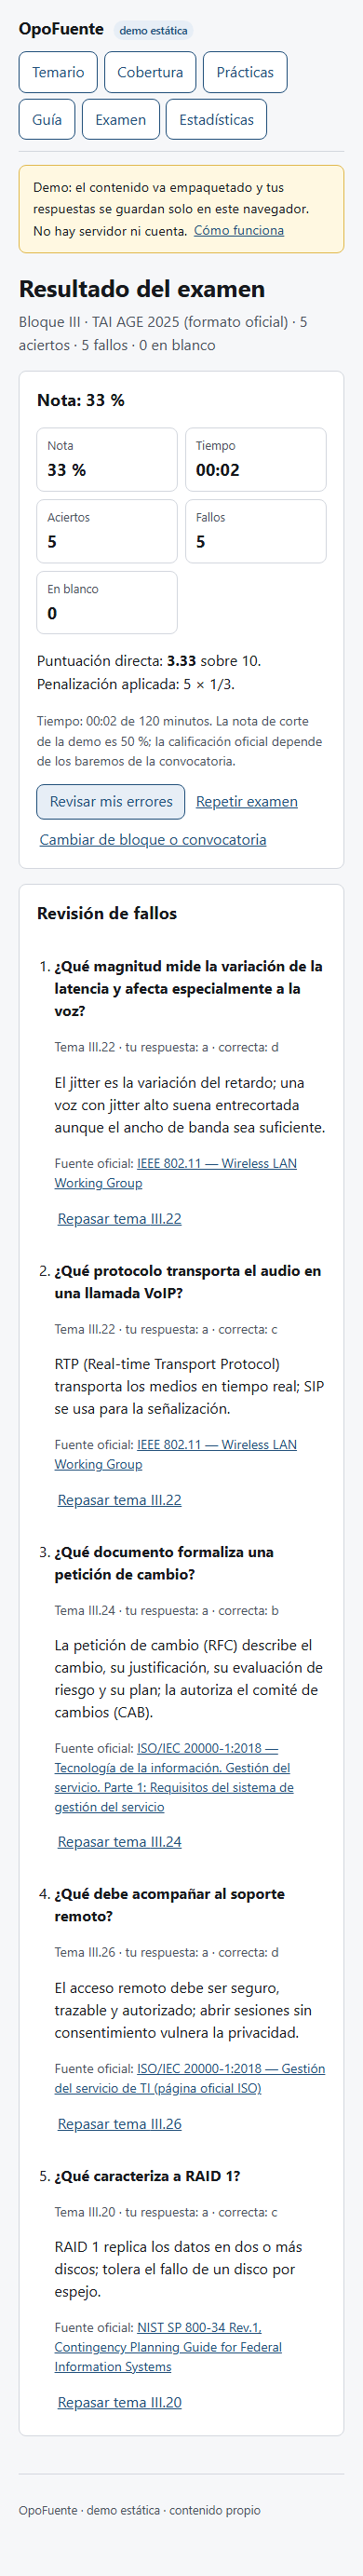 OpoFuente demo estática
Temario Cobertura Prácticas
Guía Examen Estadísticas
Demo: el contenido va empaquetado y tus
respuestas se guardan solo en este navegador.
No hay servidor ni cuenta. Cómo funciona
Resultado del examen
Bloque III · TAI AGE 2025 (formato oficial) · 5
aciertos · 5 fallos · 0 en blanco
Nota: 33 %
Nota Tiempo
33 % 00:02
Aciertos Fallos
5 5
En blanco
0
Puntuación directa: 3.33 sobre 10.
Penalización aplicada: 5 × 1/3.
Tiempo: 00:02 de 120 minutos. La nota de corte
de la demo es 50 %; la calificación oficial depende
de los baremos de la convocatoria.
Revisar mis errores Repetir examen
Cambiar de bloque o convocatoria
Revisión de fallos
1. ¿Qué magnitud mide la variación de la
latencia y afecta especialmente a la
voz?
Tema III.22 · tu respuesta: a · correcta: d
El jitter es la variación del retardo; una
voz con jitter alto suena entrecortada
aunque el ancho de banda sea suficiente.
Fuente oficial: IEEE 802.11 — Wireless LAN
Working Group
Repasar tema III.22
2. ¿Qué protocolo transporta el audio en
una llamada VoIP?
Tema III.22 · tu respuesta: a · correcta: c
RTP (Real-time Transport Protocol)
transporta los medios en tiempo real; SIP
se usa para la señalización.
Fuente oficial: IEEE 802.11 — Wireless LAN
Working Group
Repasar tema III.22
3. ¿Qué documento formaliza una
petición de cambio?
Tema III.24 · tu respuesta: a · correcta: b
La petición de cambio (RFC) describe el
cambio, su justificación, su evaluación de
riesgo y su plan; la autoriza el comité de
cambios (CAB).
Fuente oficial: ISO/IEC 20000-1:2018 —
Tecnología de la información. Gestión del
servicio. Parte 1: Requisitos del sistema de
gestión del servicio
Repasar tema III.24
4. ¿Qué debe acompañar al soporte
remoto?
Tema III.26 · tu respuesta: a · correcta: d
El acceso remoto debe ser seguro,
trazable y autorizado; abrir sesiones sin
consentimiento vulnera la privacidad.
Fuente oficial: ISO/IEC 20000-1:2018 — Gestión
del servicio de TI (página oficial ISO)
Repasar tema III.26
5. ¿Qué caracteriza a RAID 1?
Tema III.20 · tu respuesta: a · correcta: c
RAID 1 replica los datos en dos o más
discos; tolera el fallo de un disco por
espejo.
Fuente oficial: NIST SP 800-34 Rev.1,
Contingency Planning Guide for Federal
Information Systems
Repasar tema III.20
OpoFuente · demo estática · contenido propio